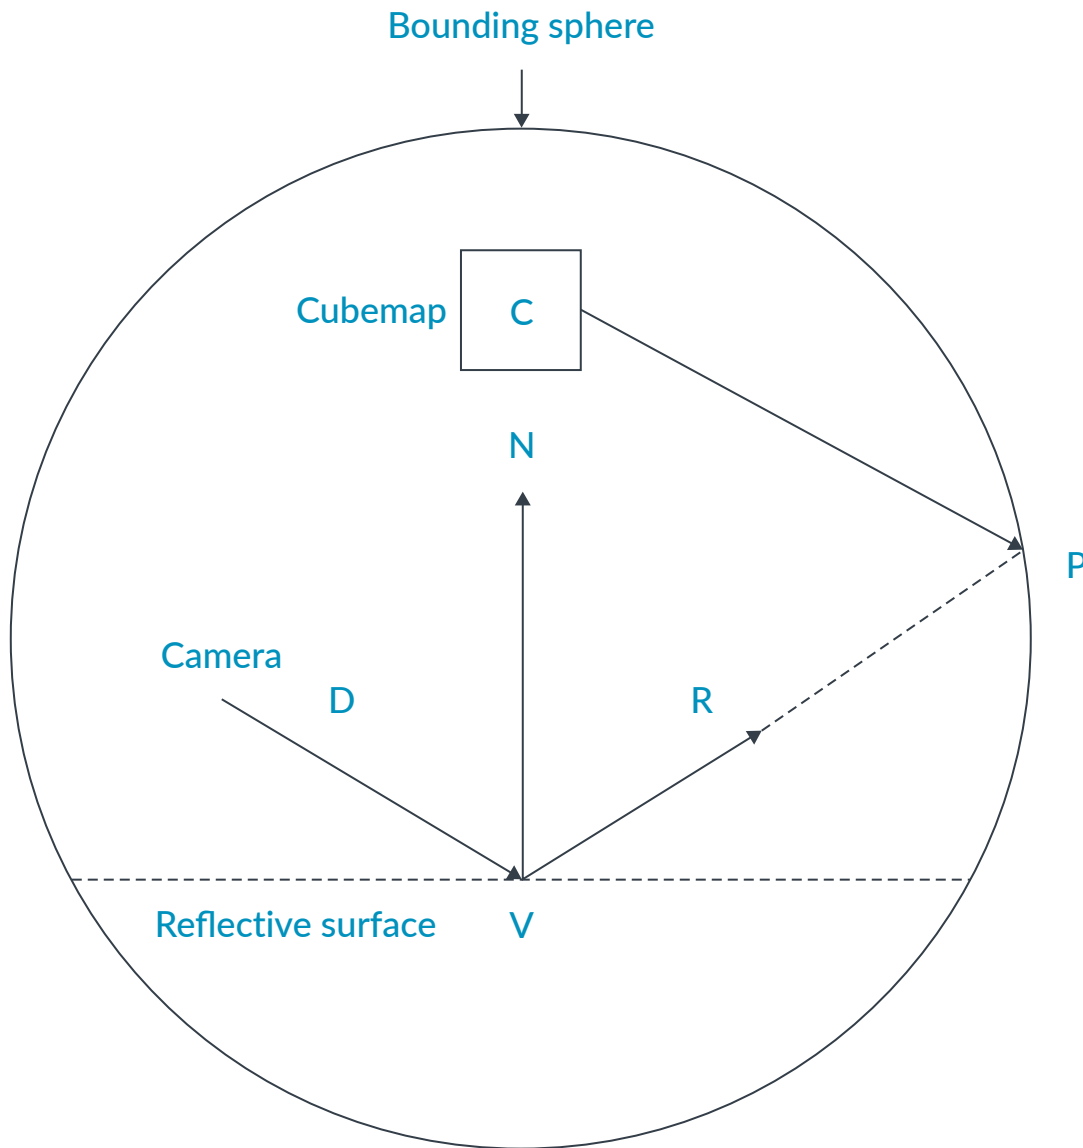 Bounding sphere
Cubemap C
N
Camera
D R
P
Reflective surface V